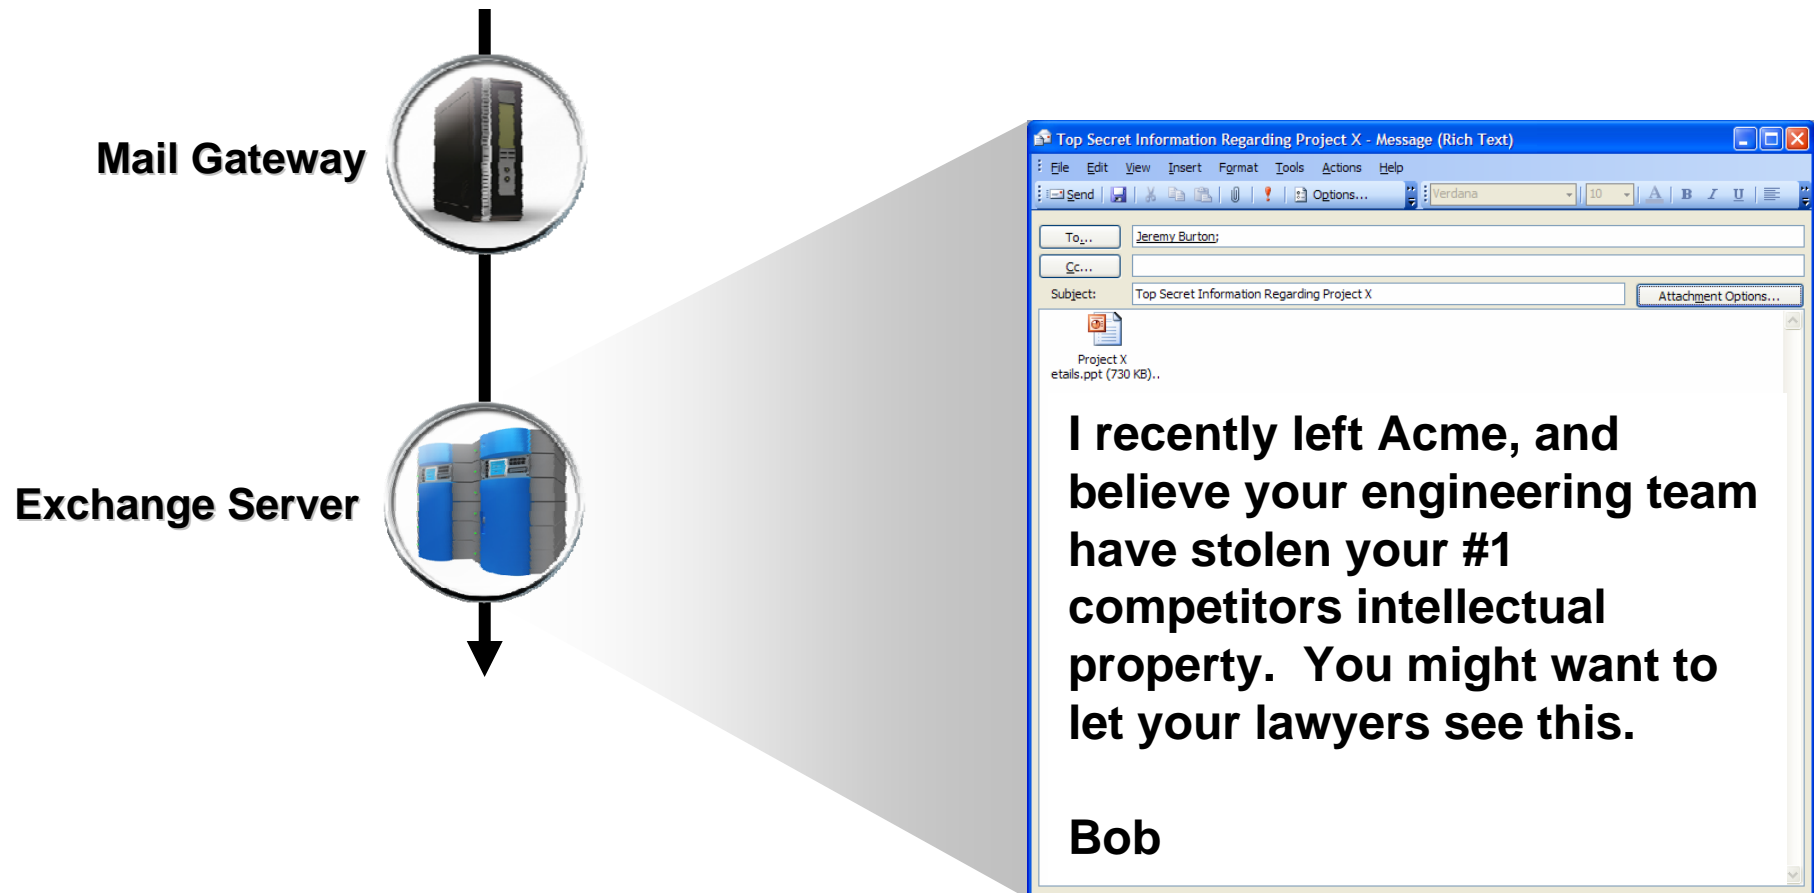 Mail Gateway
Exchange Server
Top Secret Information Regarding Project X - Message (Rich Text)
File Edit View Insert Format Tools Actions Help
Send Options... Verdana 10 A B I U
To... Jeremy Burton;
Cc...
Subject: Top Secret Information Regarding Project X Attachment Options...
Project X
etails.ppt (730 KB)..
I recently left Acme, and
believe your engineering team
have stolen your #1
competitors intellectual
property. You might want to
let your lawyers see this.
Bob